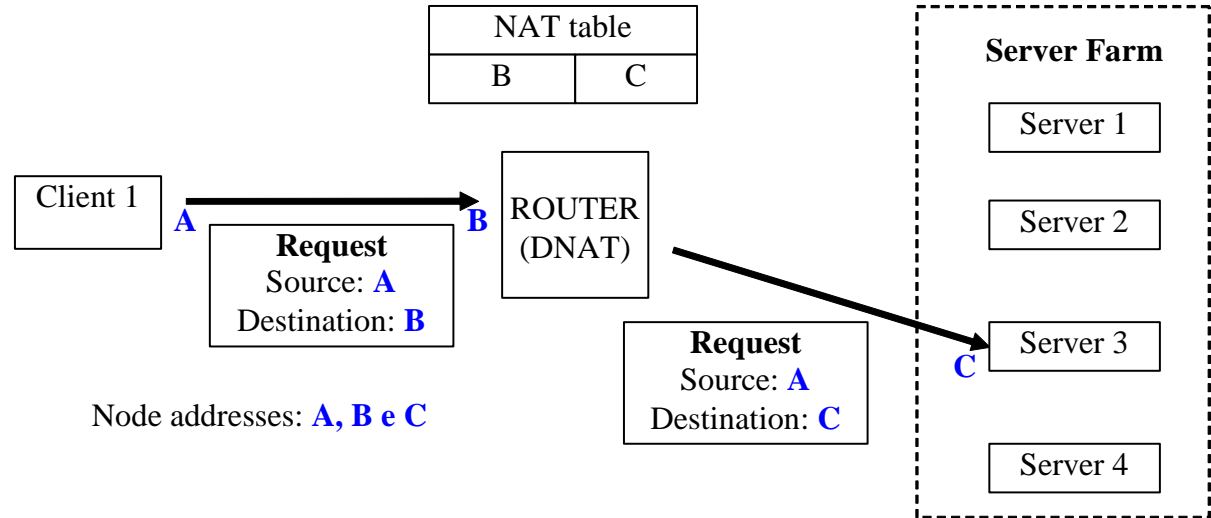 NAT table
B C
Server Farm
Server 1
Server 2
Server 3
Server 4
Client 1
A
B
ROUTER
(DNAT)
Request
Source: A
Destination: B
C
Request
Source: A
Destination: C
Node addresses: A, B e C